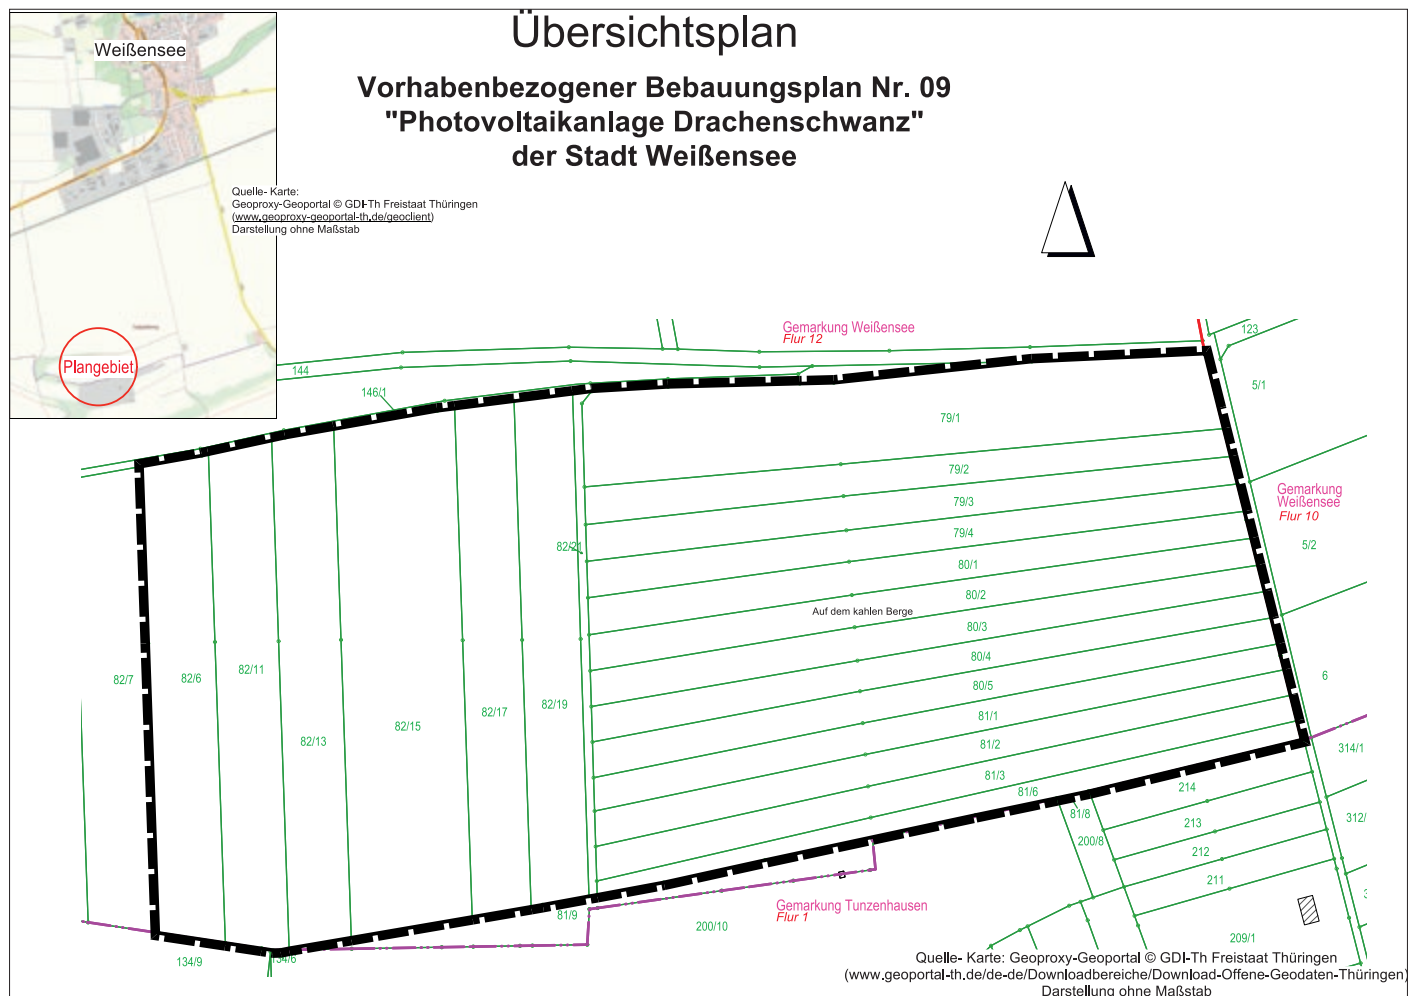 Übersichtsplan
Vorhabenbezogener Bebauungsplan Nr. 09
"Photovoltaikanlage Drachenschwanz"
der Stadt Weißensee
Weißensee
Quelle- Karte:
Geoproxy-Geoportal © GDI-Th Freistaat Thüringen
(www.geoproxy-geoportal-th.de/geoclient)
Darstellung ohne Maßstab
Plangebiet
Gemarkung Weißensee
Flur 12
123
144
146/1
5/1
79/1
79/2
Gemarkung
Weißensee
Flur 10
79/3
79/4
5/2
82/21
80/1
80/2
Auf dem kahlen Berge
80/3
80/4
82/7
82/6
82/11
6
80/5
82/19
82/17
81/1
82/15
82/13
81/2
314/1
81/3
214
81/6
81/8
213
312/
200/8
212
211
Gemarkung Tunzenhausen
Flur 1
81/9
200/10
209/1
134/9
134/6
Quelle- Karte: Geoproxy-Geoportal © GDI-Th Freistaat Thüringen
(www.geoportal-th.de/de-de/Downloadbereiche/Download-Offene-Geodaten-Thüringen)
Darstellung ohne Maßstab